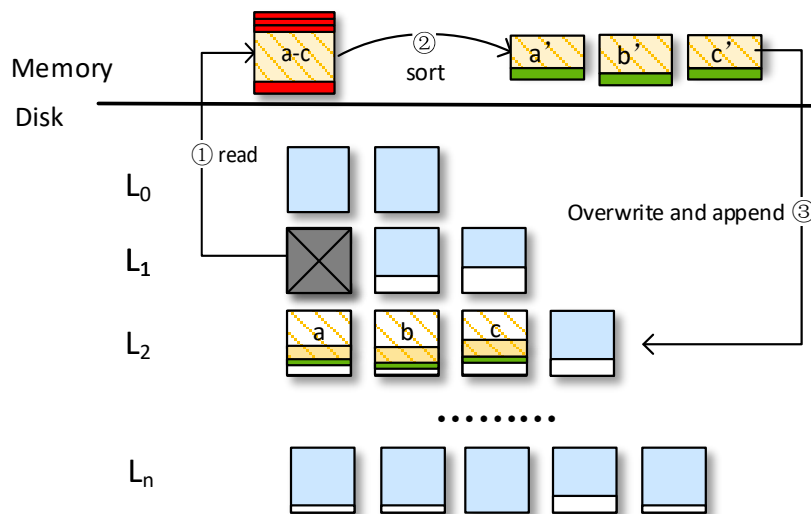 a-c
②
sort
a’
b’
c’
Memory
Disk
① read
L0
Overwrite and append ③
L1
L2
a
b
c
.........
Ln